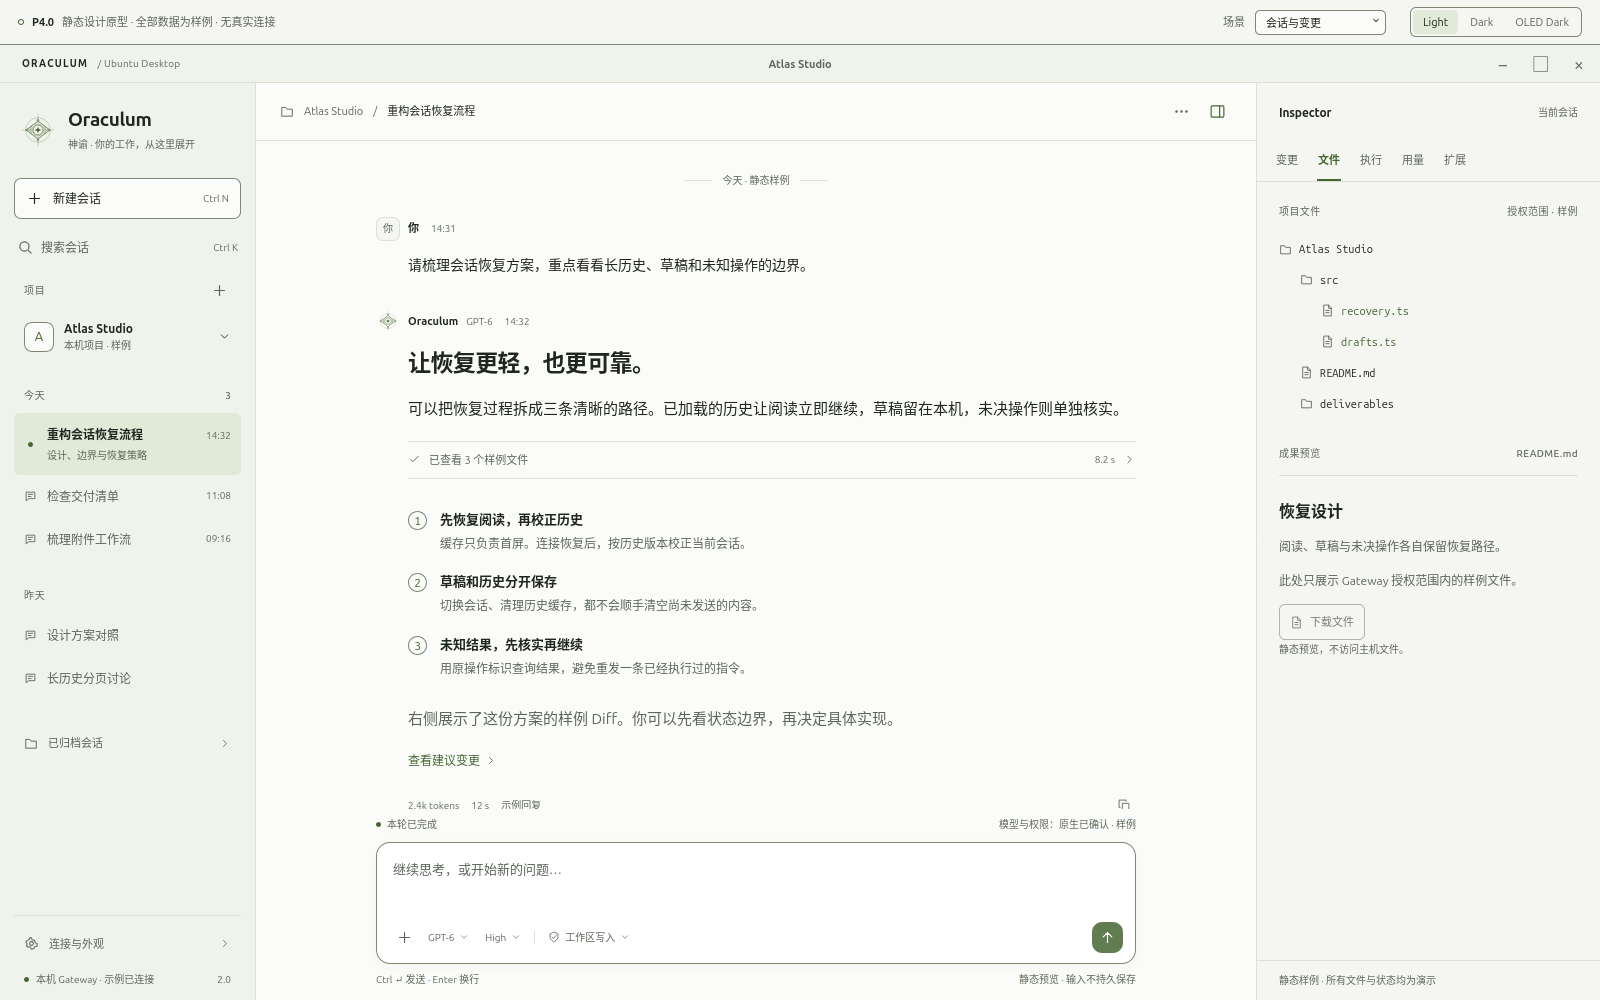 P4.0 静态设计原型 · 全部数据为样例 · 无真实连接
场景 会话与变更 Light Dark OLED Dark
ORACULUM / Ubuntu Desktop
Atlas Studio
Oraculum
神谕 · 你的工作，从这里展开
新建会话 Ctrl N
搜索会话 Ctrl K
项目
A
Atlas Studio
本机项目 · 样例
今天 3
重构会话恢复流程 14:32
设计、边界与恢复策略
检查交付清单 11:08
梳理附件工作流 09:16
昨天
设计方案对照
长历史分页讨论
已归档会话
连接与外观
本机 Gateway · 示例已连接 2.0
Atlas Studio / 重构会话恢复流程
今天 · 静态样例
你 你 14:31
请梳理会话恢复方案，重点看看长历史、草稿和未知操作的边界。
Oraculum GPT-6 14:32
让恢复更轻，也更可靠。
可以把恢复过程拆成三条清晰的路径。已加载的历史让阅读立即继续，草稿留在本机，未决操作则单独核实。
已查看 3 个样例文件 8.2 s
1 先恢复阅读，再校正历史
缓存只负责首屏。连接恢复后，按历史版本校正当前会话。
2 草稿和历史分开保存
切换会话、清理历史缓存，都不会顺手清空尚未发送的内容。
3 未知结果，先核实再继续
用原操作标识查询结果，避免重发一条已经执行过的指令。
右侧展示了这份方案的样例 Diff。你可以先看状态边界，再决定具体实现。
查看建议变更
2.4k tokens 12 s 示例回复
本轮已完成 模型与权限：原生已确认 · 样例
继续思考，或开始新的问题…
GPT-6 High 工作区写入
Ctrl ↵ 发送 · Enter 换行 静态预览 · 输入不持久保存
Inspector 当前会话
变更 文件 执行 用量 扩展
项目文件 授权范围 · 样例
Atlas Studio
src
recovery.ts
drafts.ts
README.md
deliverables
成果预览 README.md
恢复设计
阅读、草稿与未决操作各自保留恢复路径。
此处只展示 Gateway 授权范围内的样例文件。
下载文件
静态预览，不访问主机文件。
静态样例 · 所有文件与状态均为演示